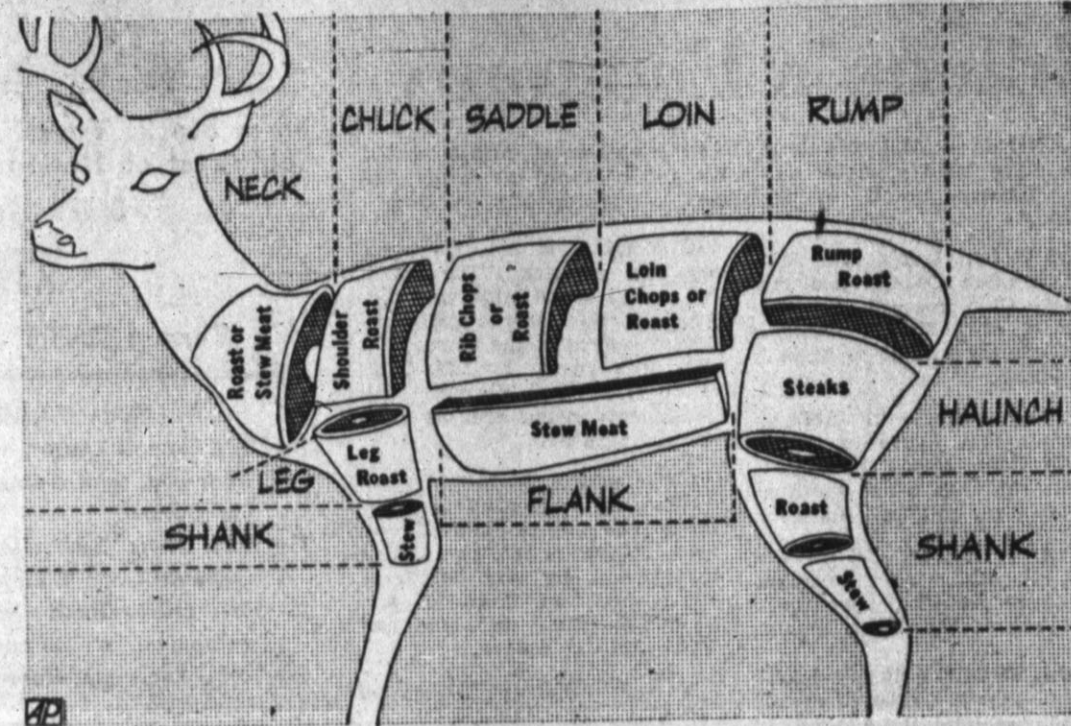 CHUCK
SADDLE
LOIN
RUMP
NECK
Roast or
Stew Meat
Shoulder
Roast
Rib Chops
or
Roast
Loin
Chops or
Roast
Rump
Roast
Steaks
HAUNCH
Stew Meat
Leg
Roast
LEG
FLANK
SHANK
Stew
Roast
SHANK
Stew
AP